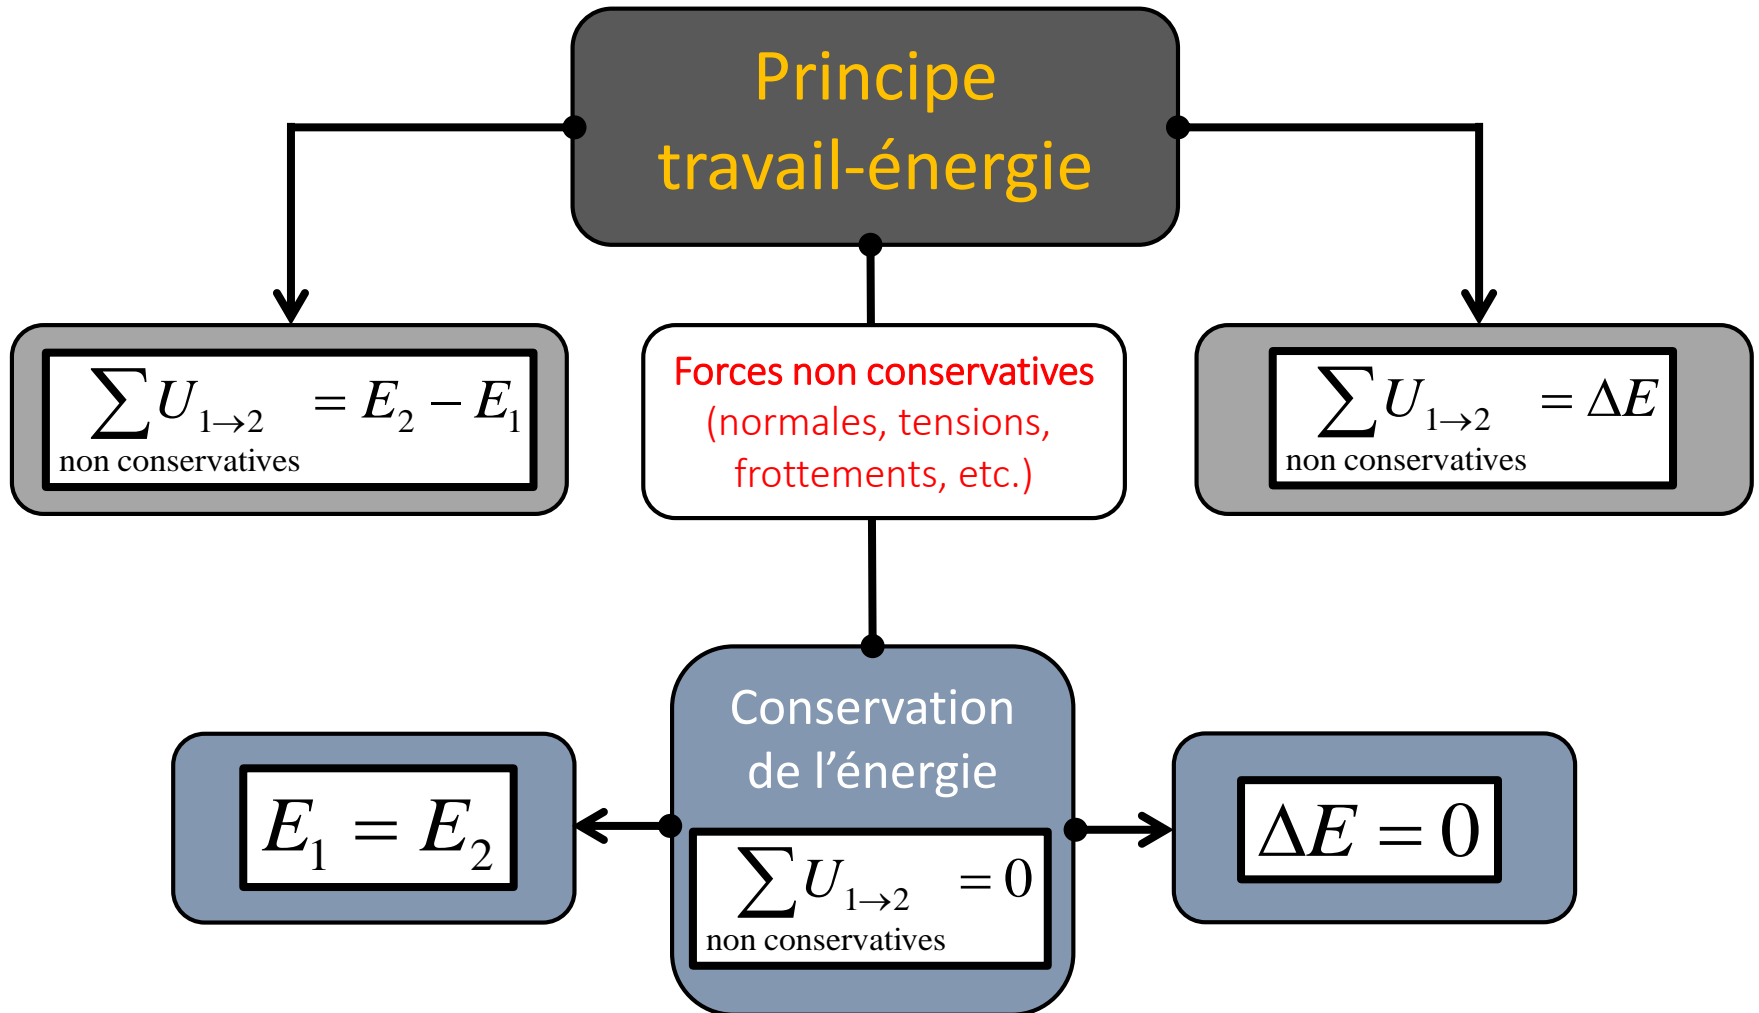 Principe
travail-énergie
∑U₁→₂ = E₂ − E₁
non conservatives
Forces non conservatives
(normales, tensions,
frottements, etc.)
∑U₁→₂ = ΔE
non conservatives
Conservation
de l’énergie
E₁ = E₂
∑U₁→₂ = 0
non conservatives
ΔE = 0